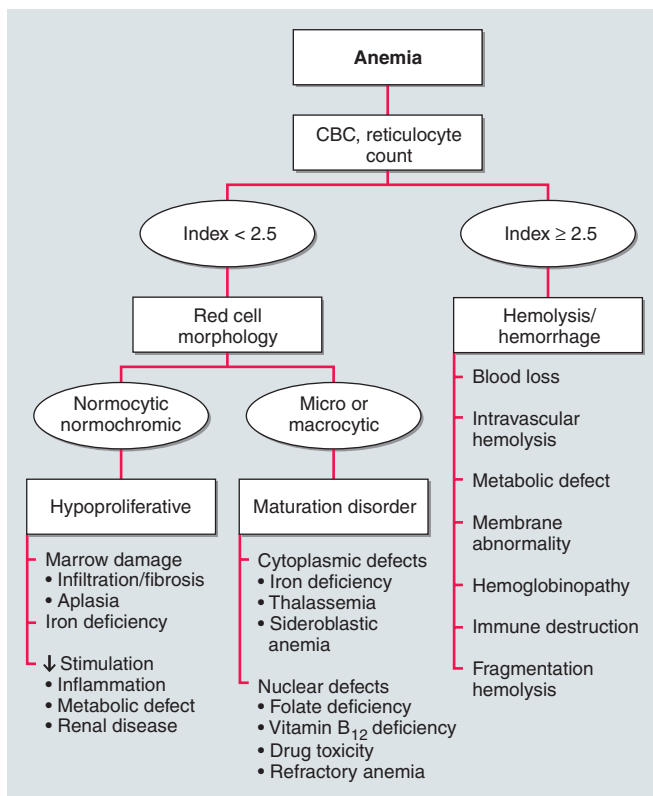 Anemia
CBC, reticulocyte
count
Index < 2.5
Index ≥ 2.5
Red cell
morphology
Hemolysis/
hemorrhage
Normocytic
normochromic
Micro or
macrocytic
Hypoproliferative
Maturation disorder
Marrow damage
• Infiltration/fibrosis
• Aplasia
Iron deficiency
↓ Stimulation
• Inflammation
• Metabolic defect
• Renal disease
Cytoplasmic defects
• Iron deficiency
• Thalassemia
• Sideroblastic
anemia
Nuclear defects
• Folate deficiency
• Vitamin B₁₂ deficiency
• Drug toxicity
• Refractory anemia
Blood loss
Intravascular
hemolysis
Metabolic defect
Membrane
abnormality
Hemoglobinopathy
Immune destruction
Fragmentation
hemolysis